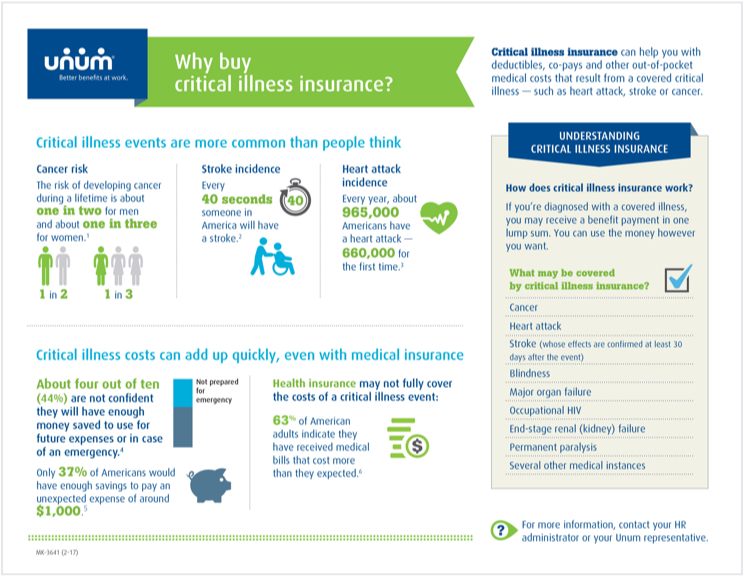 unum
Better benefits at work.
Why buy
critical illness insurance?
Critical illness events are more common than people think
Cancer risk
The risk of developing cancer
during a lifetime is about
one in two for men
and about one in three
for women.¹
1 in 2
1 in 3
Stroke incidence
Every
40 seconds
someone in
America will have
a stroke.²
40
Heart attack
incidence
Every year, about
965,000
Americans have
a heart attack —
660,000 for
the first time.³
Critical illness costs can add up quickly, even with medical insurance
About four out of ten
(44%) are not confident
they will have enough
money saved to use for
future expenses or in case
of an emergency.⁴
Not prepared
for
emergency
Only 37% of Americans would
have enough savings to pay an
unexpected expense of around
$1,000.⁵
Health insurance may not fully cover
the costs of a critical illness event:
63% of American
adults indicate they
have received medical
bills that cost more
than they expected.⁶
$
MK-3641 (2-17)
Critical illness insurance can help you with
deductibles, co-pays and other out-of-pocket
medical costs that result from a covered critical
illness — such as heart attack, stroke or cancer.
UNDERSTANDING
CRITICAL ILLNESS INSURANCE
How does critical illness insurance work?
If you're diagnosed with a covered illness,
you may receive a benefit payment in one
lump sum. You can use the money however
you want.
What may be covered
by critical illness insurance?
Cancer
Heart attack
Stroke (whose effects are confirmed at least 30
days after the event)
Blindness
Major organ failure
Occupational HIV
End-stage renal (kidney) failure
Permanent paralysis
Several other medical instances
?
For more information, contact your HR
administrator or your Unum representative.